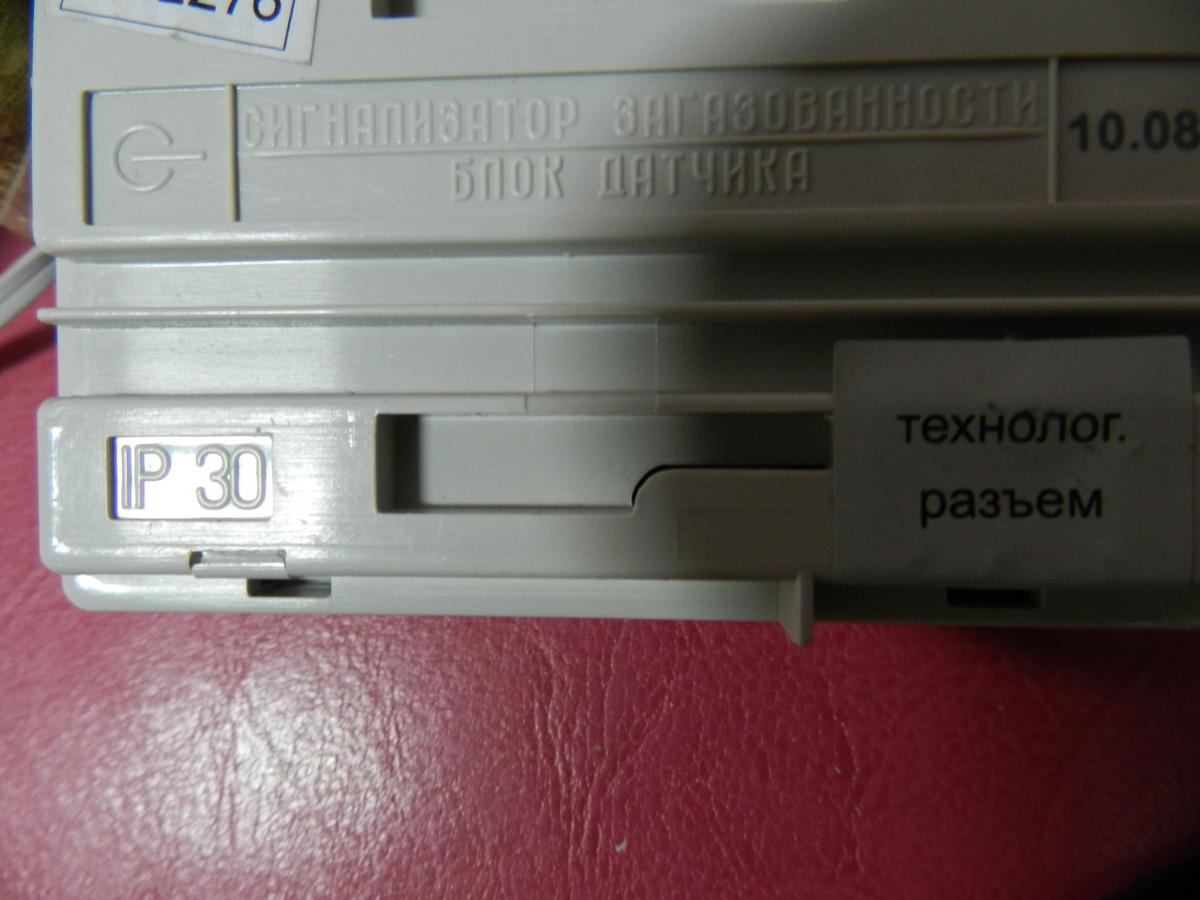 СИГНАЛИЗАТОР ЗАГАЗОВАННОСТИ
БЛОК ДАТЧИКА
10.08
IP 30
технолог.
разъем